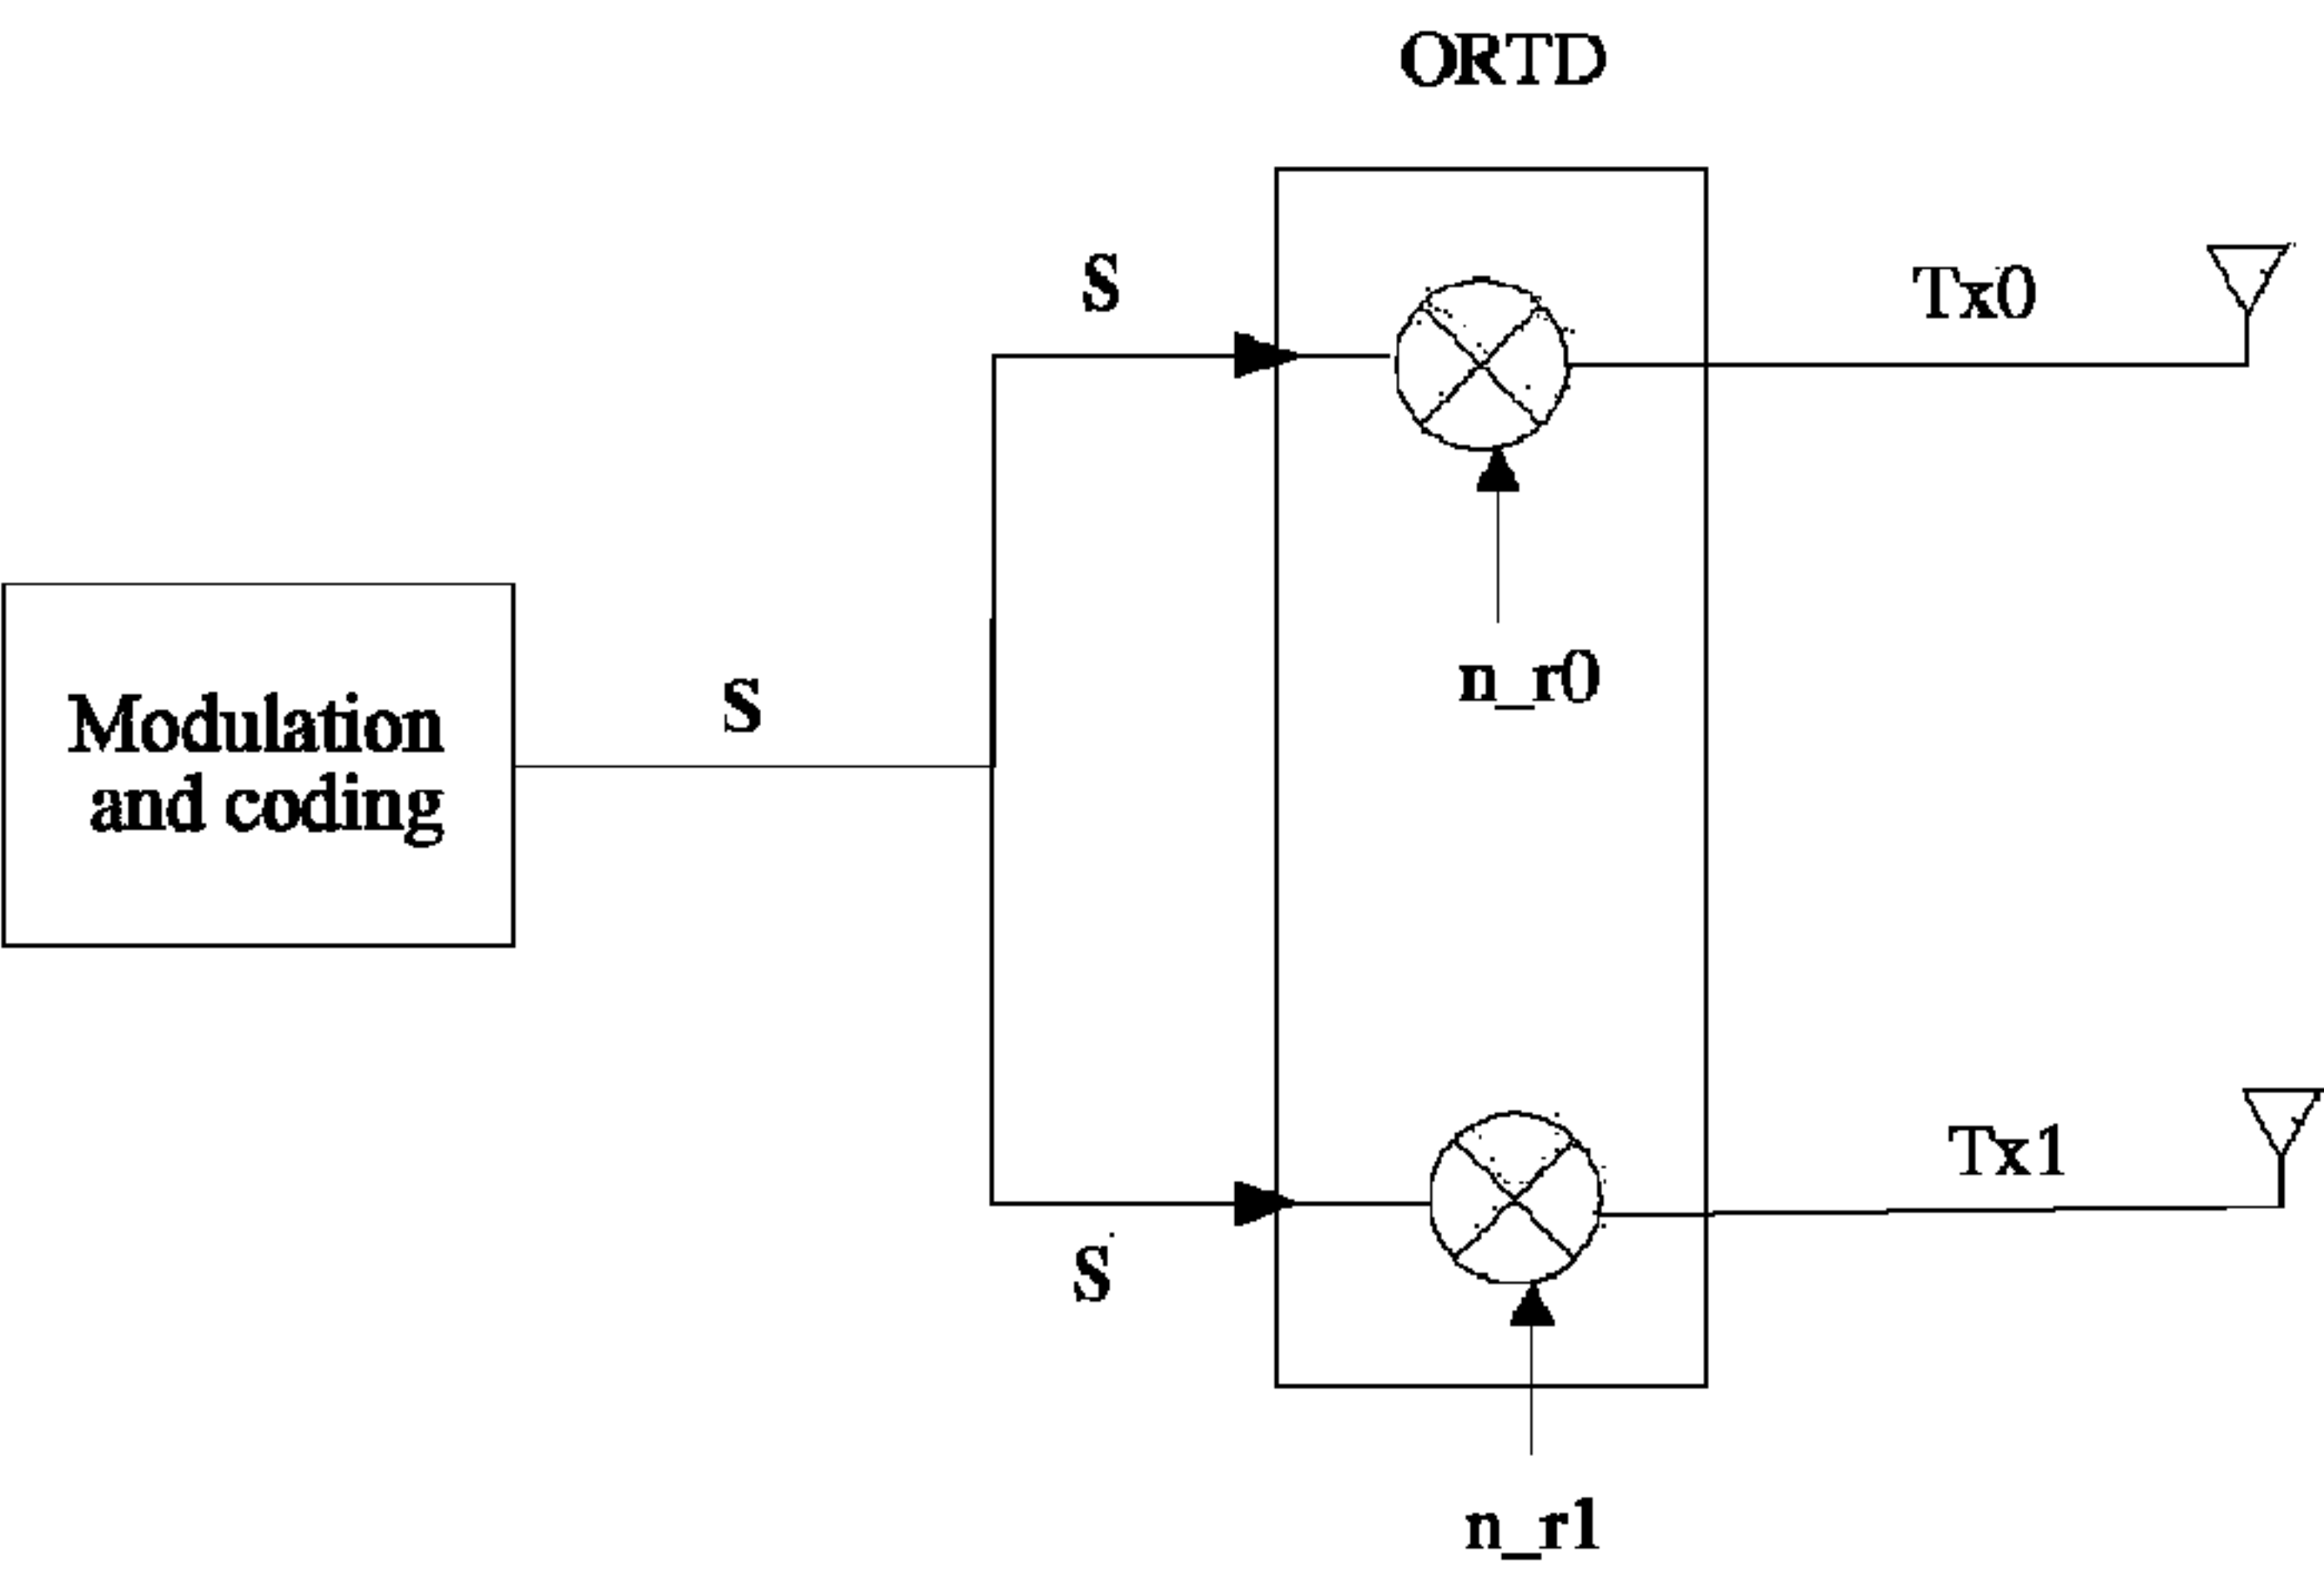 ORTD
S
Tx0
n_r0
Modulation
and coding
S
Tx1
S
n_r1